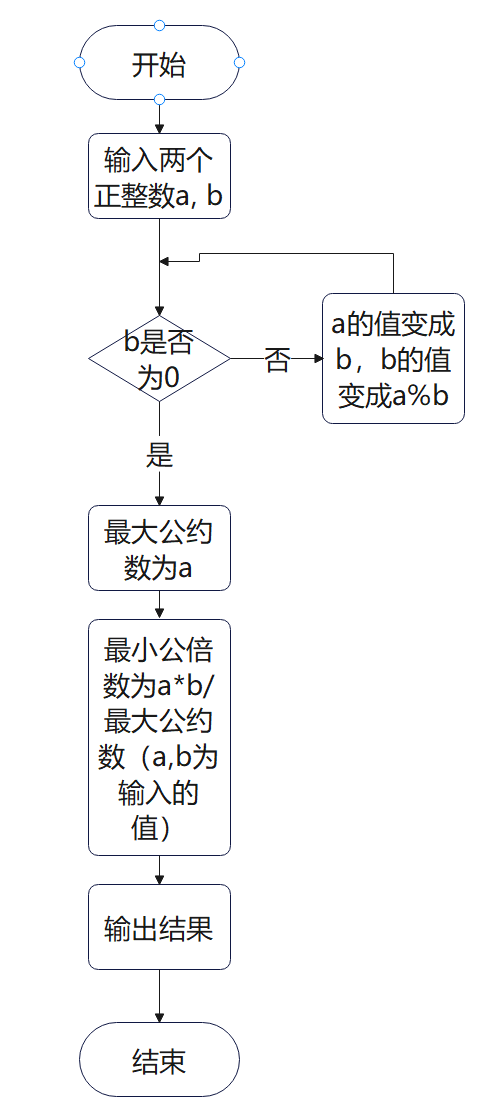 开始
输入两个
正整数a, b
b是否
为0
否
a的值变成
b，b的值
变成a%b
是
最大公约
数为a
最小公倍
数为a*b/
最大公约
数（a,b为
输入的
值）
输出结果
结束